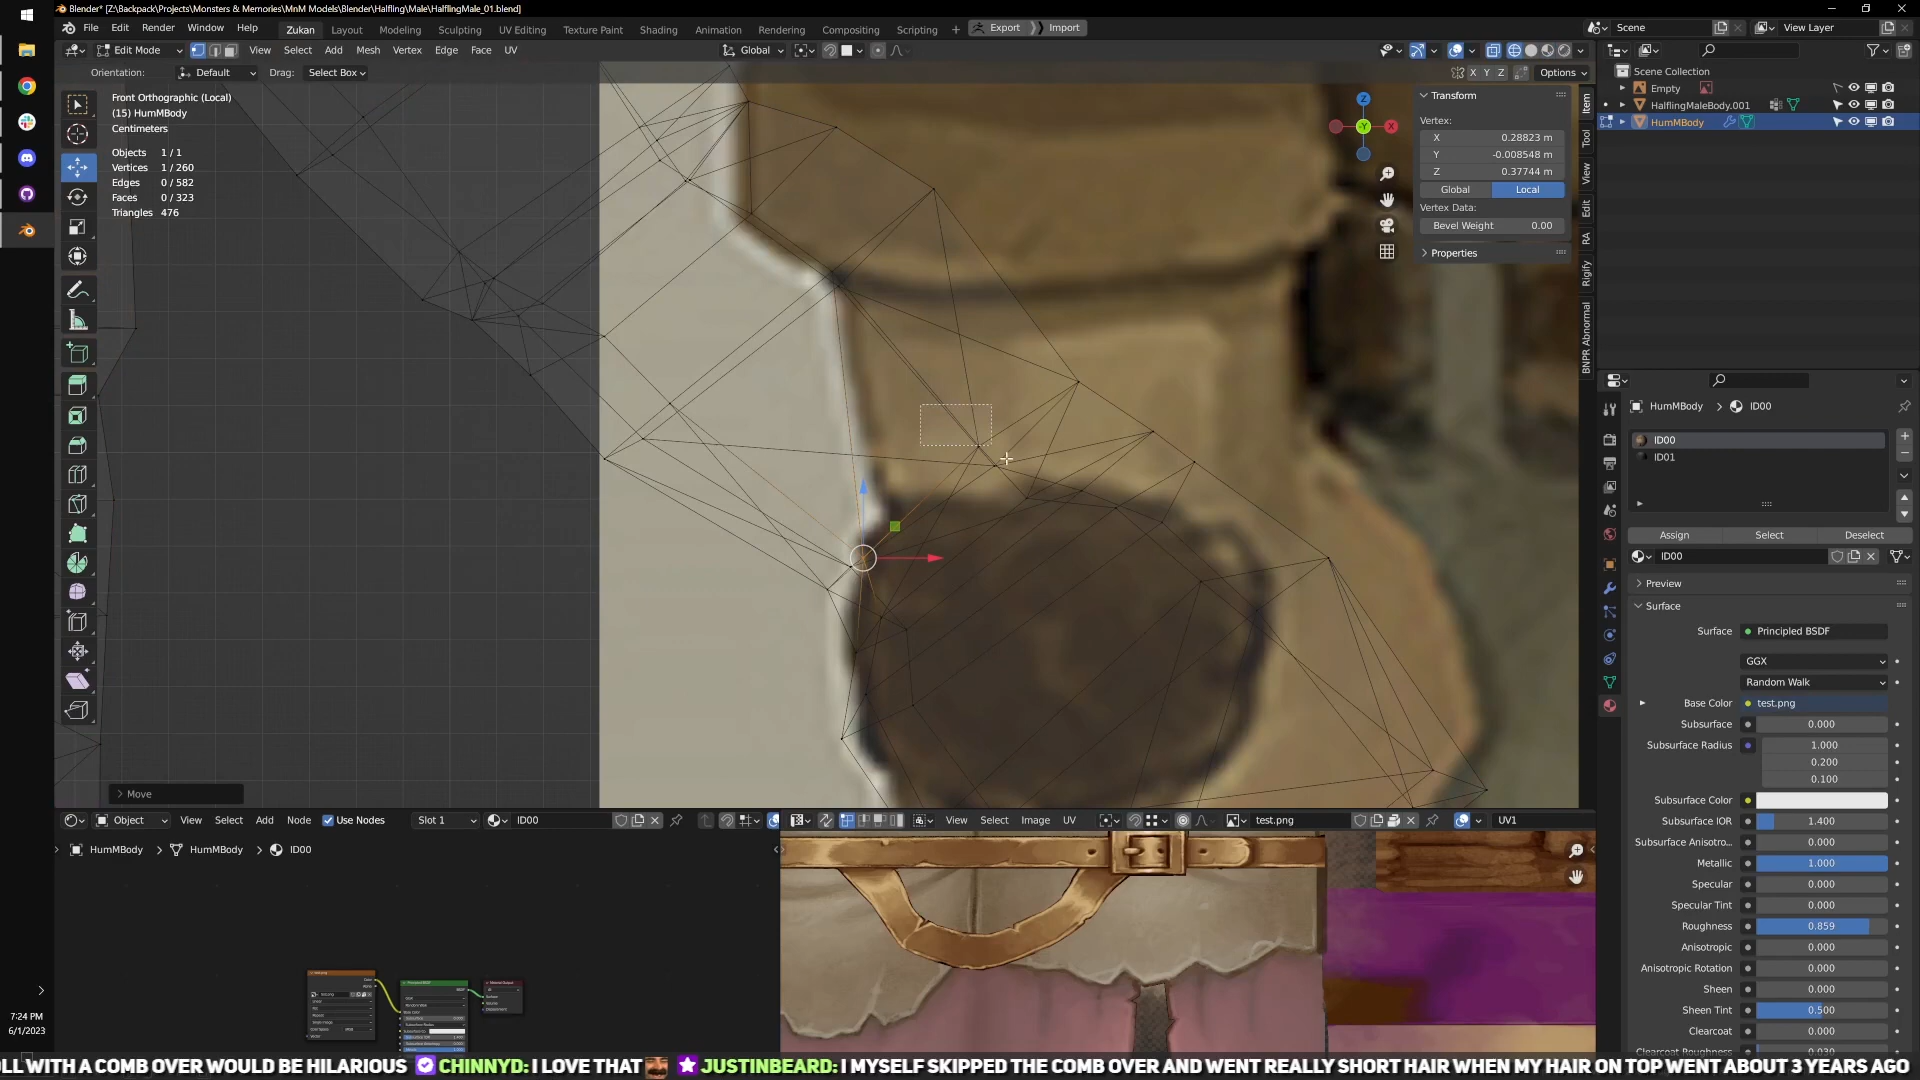 Blender* [Z:\Backpack\Projects\Monsters & Memories\MnM Models\Blender\Halfling\Male\HalflingMale_01.blend]
File Edit Render Window Help Zukan Layout Modeling Sculpting UV Editing Texture Paint Shading Animation Rendering Compositing Scripting + Export Import Scene View Layer
Edit Mode View Select Add Mesh Vertex Edge Face UV Global
Orientation: Default Drag: Select Box X Y Z Options
Front Orthographic (Local)
(15) HumMBody
Centimeters
Objects 1 / 1
Vertices 1 / 260
Edges 0 / 582
Faces 0 / 323
Triangles 476
Z
-Y
X
Transform
Vertex:
X 0.28823 m
Y -0.008548 m
Z 0.37744 m
Global Local
Vertex Data:
Bevel Weight 0.00
Properties
Item
Tool
View
Edit
RA
Rigify
BNPR Abnormal
Scene Collection
Empty
HalflingMaleBody.001
HumMBody
HumMBody > ID00
ID00
ID01
Assign Select Deselect
ID00
Preview
Surface
Surface Principled BSDF
GGX
Random Walk
Base Color test.png
Subsurface 0.000
Subsurface Radius 1.000
0.200
0.100
Subsurface Color
Subsurface IOR 1.400
Subsurface Anisotro... 0.000
Metallic 1.000
Specular 0.000
Specular Tint 0.000
Roughness 0.859
Anisotropic 0.000
Anisotropic Rotation 0.000
Sheen 0.000
Sheen Tint 0.500
Clearcoat 0.000
Clearcoat Roughness 0.030
Move
Object View Select Add Node Use Nodes Slot 1 ID00
HumMBody > HumMBody > ID00
View Select Image UV test.png UV1
7:24 PM
6/1/2023
OLL WITH A COMB OVER WOULD BE HILARIOUS CHINNYD: I LOVE THAT JUSTINBEARD: I MYSELF SKIPPED THE COMB OVER AND WENT REALLY SHORT HAIR WHEN MY HAIR ON TOP WENT ABOUT 3 YEARS AGO